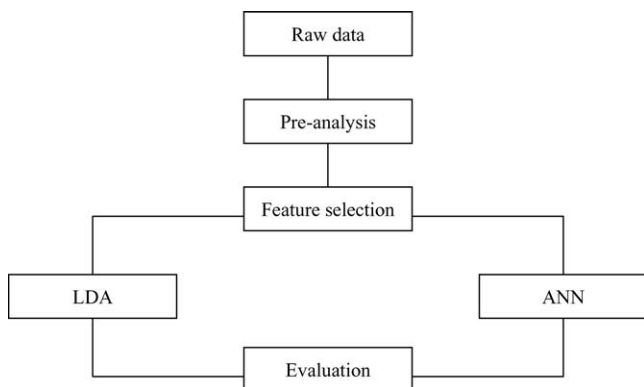 Raw data
Pre-analysis
Feature selection
LDA
ANN
Evaluation